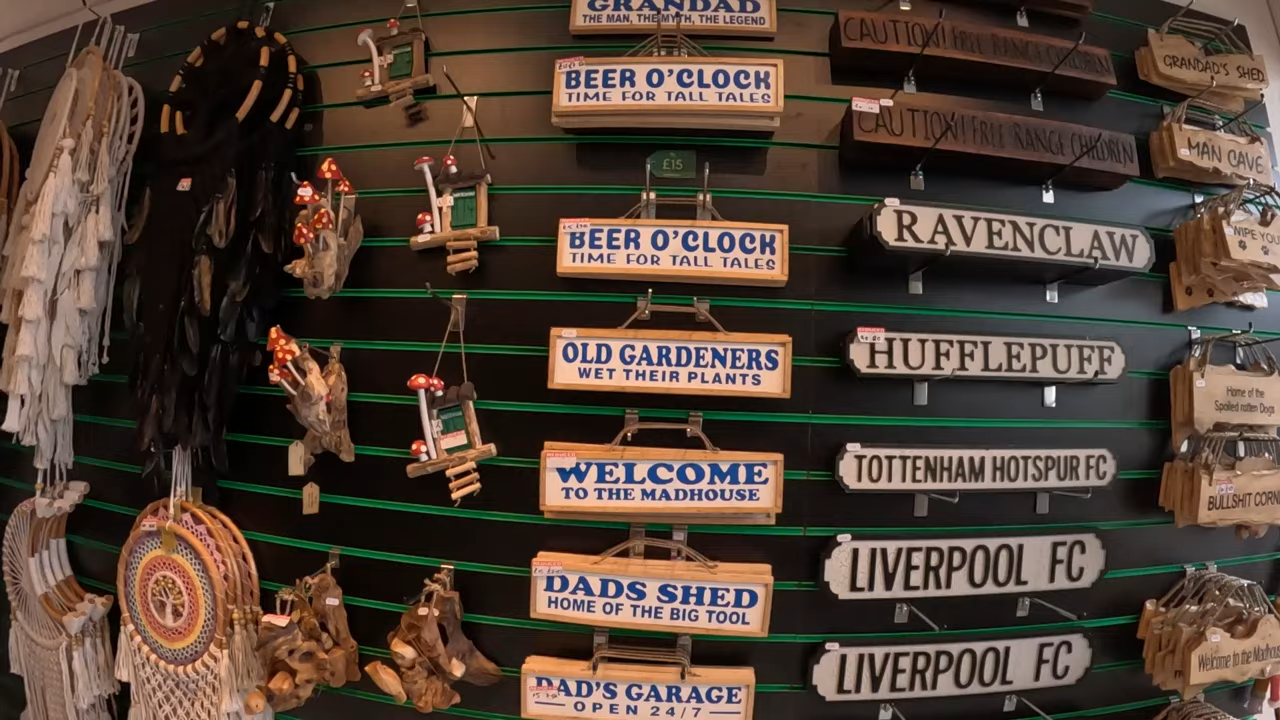 GRANDAD
THE MAN, THE MYTH, THE LEGEND
BEER O'CLOCK
TIME FOR TALL TALES
£15
BEER O'CLOCK
TIME FOR TALL TALES
OLD GARDENERS
WET THEIR PLANTS
WELCOME
TO THE MADHOUSE
DADS SHED
HOME OF THE BIG TOOL
DAD'S GARAGE
OPEN 24/7
CAUTION! FREE RANGE CHILDREN
CAUTION! FREE RANGE CHILDREN
RAVENCLAW
HUFFLEPUFF
TOTTENHAM HOTSPUR FC
LIVERPOOL FC
LIVERPOOL FC
GRANDAD'S SHED
MAN CAVE
WIPE
Home of the
Spoiled rotten Dogs
BULLSHIT
Welcome to the